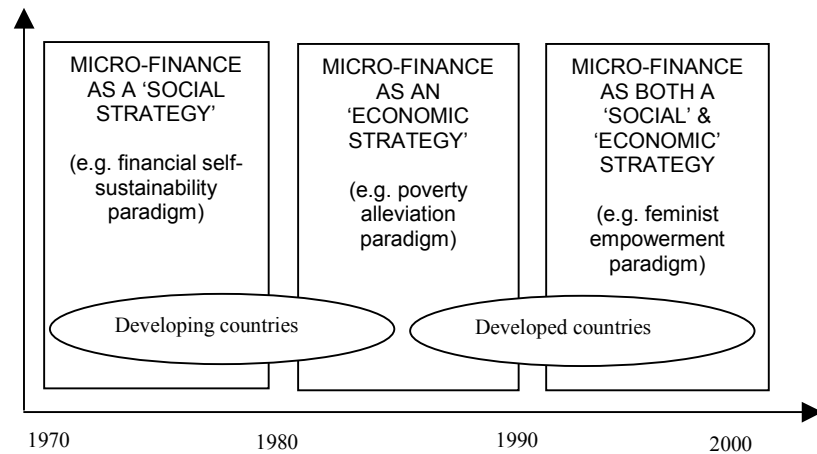 MICRO-FINANCE
AS A ‘SOCIAL
STRATEGY’
(e.g. financial self-
sustainability
paradigm)
MICRO-FINANCE
AS AN
‘ECONOMIC
STRATEGY’
(e.g. poverty
alleviation
paradigm)
MICRO-FINANCE
AS BOTH A
‘SOCIAL’ &
‘ECONOMIC’
STRATEGY
(e.g. feminist
empowerment
paradigm)
Developing countries
Developed countries
1970
1980
1990
2000